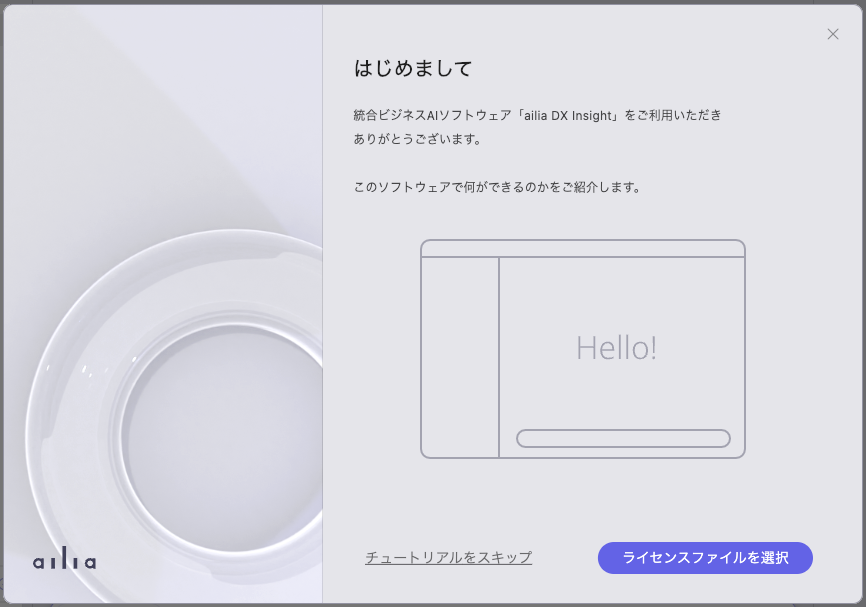 はじめまして
統合ビジネスAIソフトウェア「ailia DX Insight」をご利用いただき
ありがとうございます。
このソフトウェアで何ができるのかをご紹介します。
Hello!
ailia
チュートリアルをスキップ
ライセンスファイルを選択